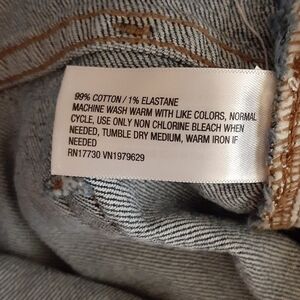 99% COTTON / 1% ELASTANE
MACHINE WASH WARM WITH LIKE COLORS, NORMAL
CYCLE, USE ONLY NON CHLORINE BLEACH WHEN
NEEDED, TUMBLE DRY MEDIUM, WARM IRON IF
NEEDED
RN17730 VN1979629